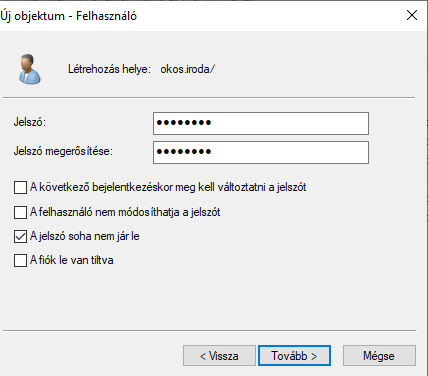 Új objektum - Felhasználó
Létrehozás helye: okos.iroda/
Jelszó: ●●●●●●●●
Jelszó megerősítése: ●●●●●●●●
A következő bejelentkezéskor meg kell változtatni a jelszót
A felhasználó nem módosíthatja a jelszót
A jelszó soha nem jár le
A fiók le van tiltva
< Vissza Tovább > Mégse